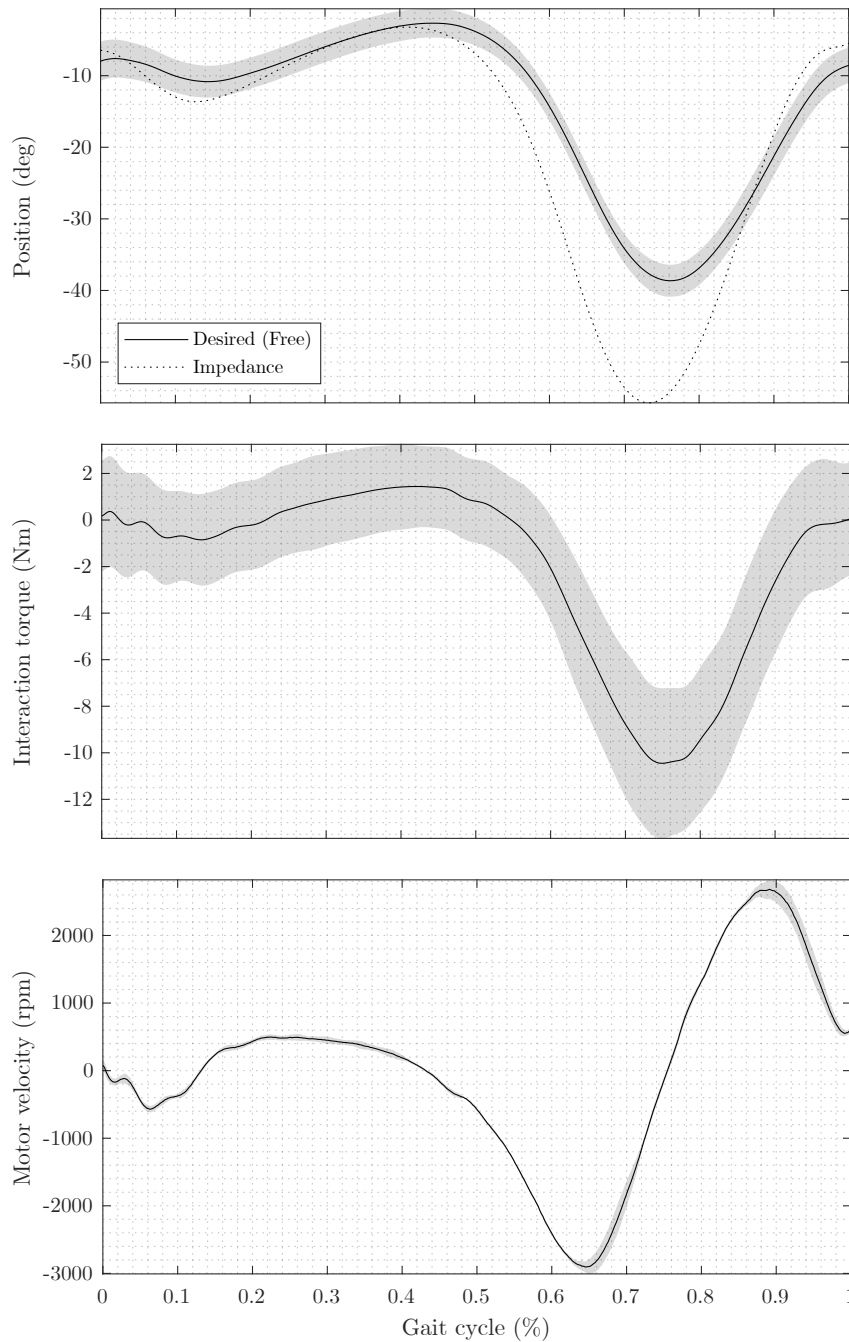 Position (deg)
-10
-20
-30
-40
-50
Desired (Free)
Impedance
Interaction torque (Nm)
2
0
-2
-4
-6
-8
-10
-12
Motor velocity (rpm)
2000
1000
0
-1000
-2000
-3000
0 0.1 0.2 0.3 0.4 0.5 0.6 0.7 0.8 0.9 1
Gait cycle (%)